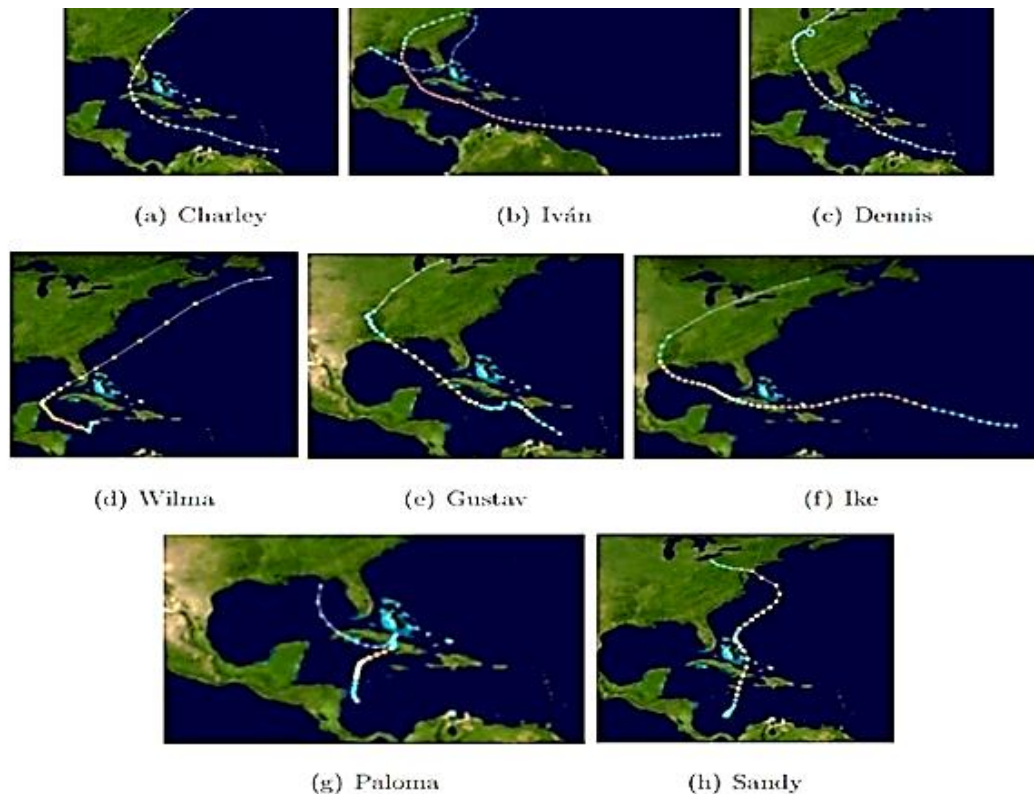 (a) Charley
(b) Iván
(c) Dennis
(d) Wilma
(e) Gustav
(f) Ike
(g) Paloma
(h) Sandy